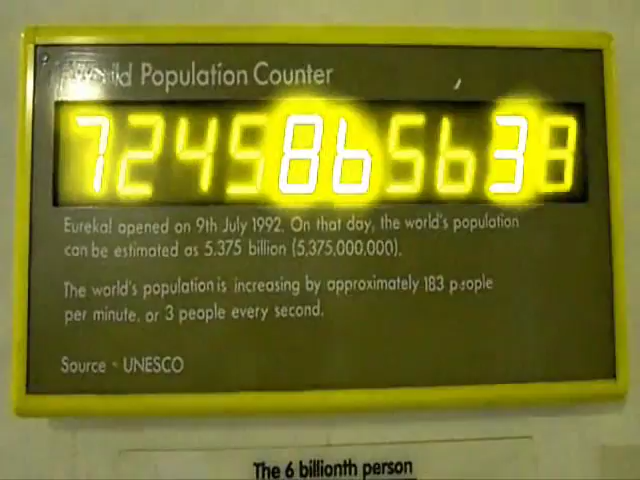 World Population Counter
7245866638
Eureka! opened on 9th July 1992. On that day, the world's population
can be estimated as 5.375 billion (5,375,000,000).
The world's population is increasing by approximately 183 people
per minute, or 3 people every second.
Source - UNESCO
The 6 billionth person